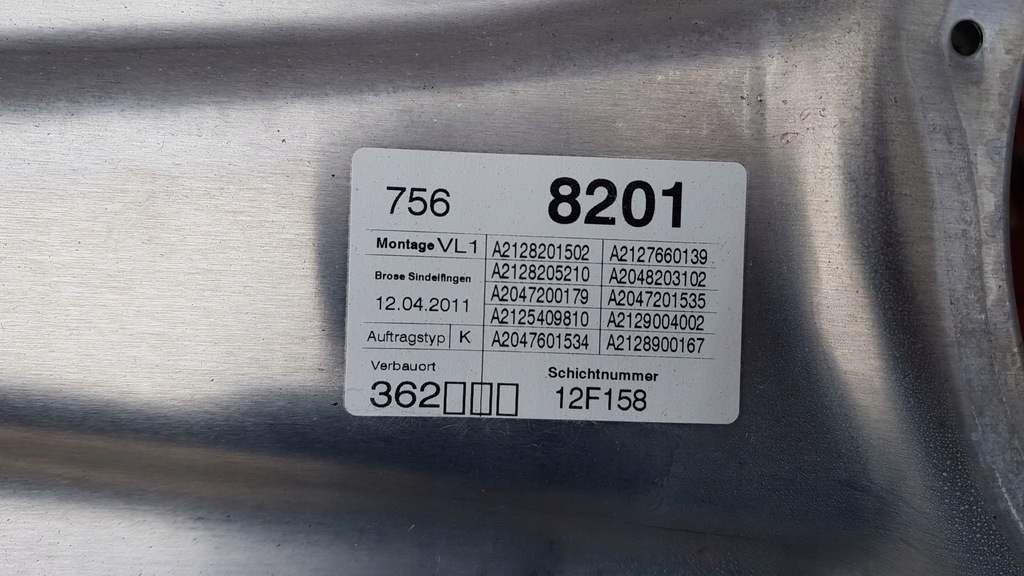 756 8201
Montage VL1 A2128201502 A2127660139
Brose Sindelfingen A2128205210 A2048203102
12.04.2011 A2047200179 A2047201535
A2125409810 A2129004002
Auftragstyp K A2047601534 A2128900167
Verbauort Schichtnummer
362□□□ 12F158